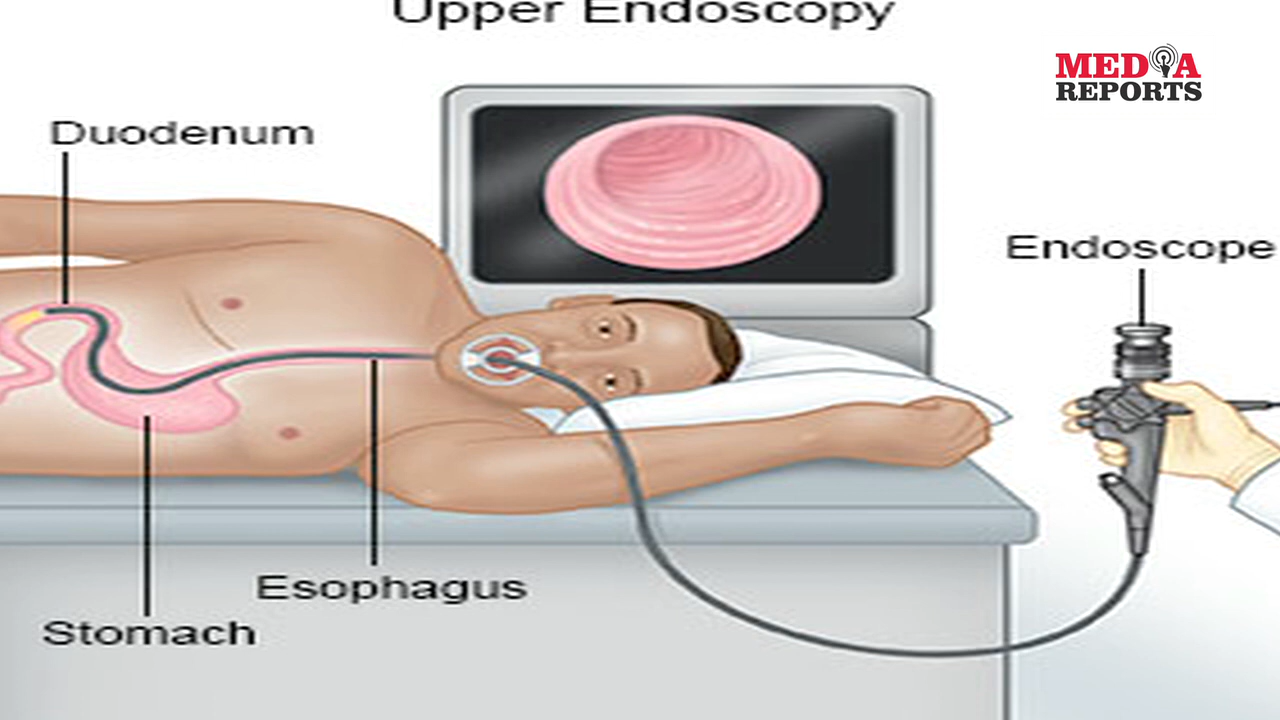 Upper Endoscopy
MEDIA
REPORTS
Duodenum
Endoscope
Esophagus
Stomach